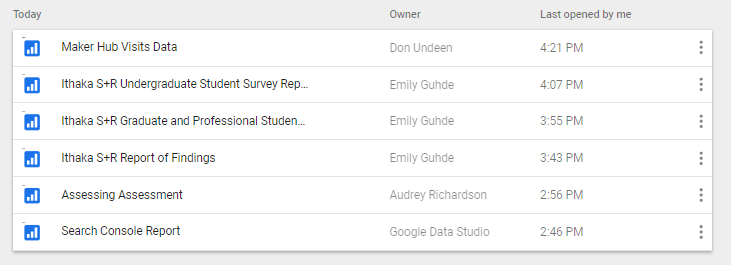 Today Owner Last opened by me
Maker Hub Visits Data Don Undeen 4:21 PM
Ithaka S+R Undergraduate Student Survey Rep... Emily Guhde 4:07 PM
Ithaka S+R Graduate and Professional Studen... Emily Guhde 3:55 PM
Ithaka S+R Report of Findings Emily Guhde 3:43 PM
Assessing Assessment Audrey Richardson 2:56 PM
Search Console Report Google Data Studio 2:46 PM